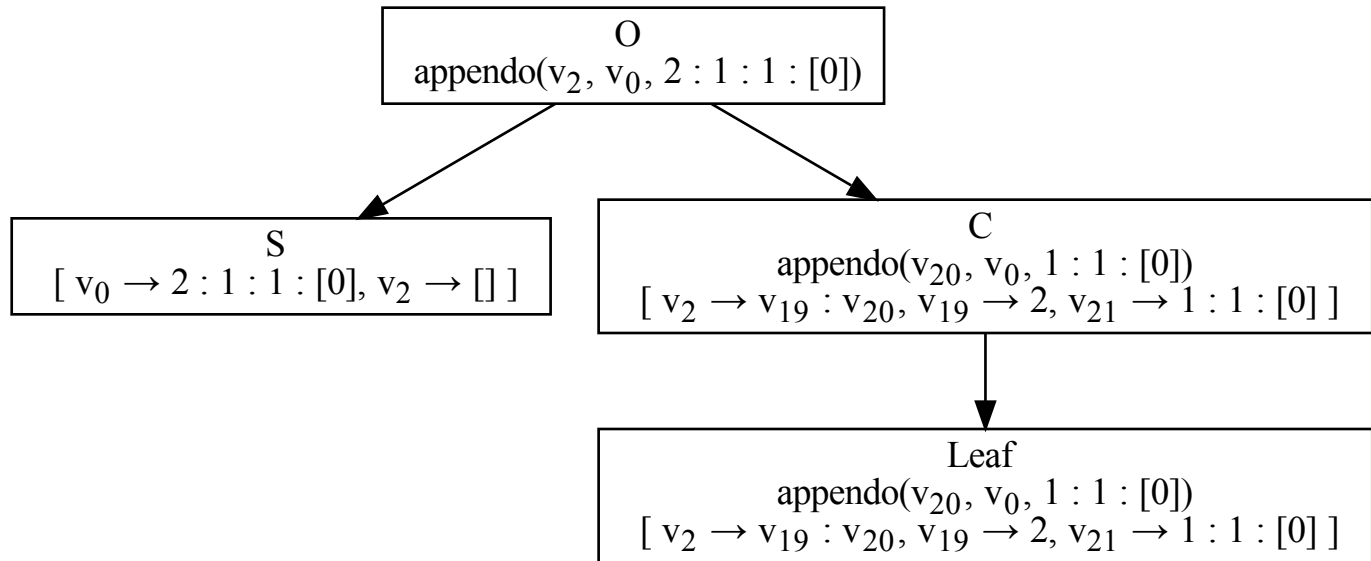 O
appendo(v₂, v₀, 2 : 1 : 1 : [0])
S
[ v₀ → 2 : 1 : 1 : [0], v₂ → [] ]
C
appendo(v₂₀, v₀, 1 : 1 : [0])
[ v₂ → v₁₉ : v₂₀, v₁₉ → 2, v₂₁ → 1 : 1 : [0] ]
Leaf
appendo(v₂₀, v₀, 1 : 1 : [0])
[ v₂ → v₁₉ : v₂₀, v₁₉ → 2, v₂₁ → 1 : 1 : [0] ]